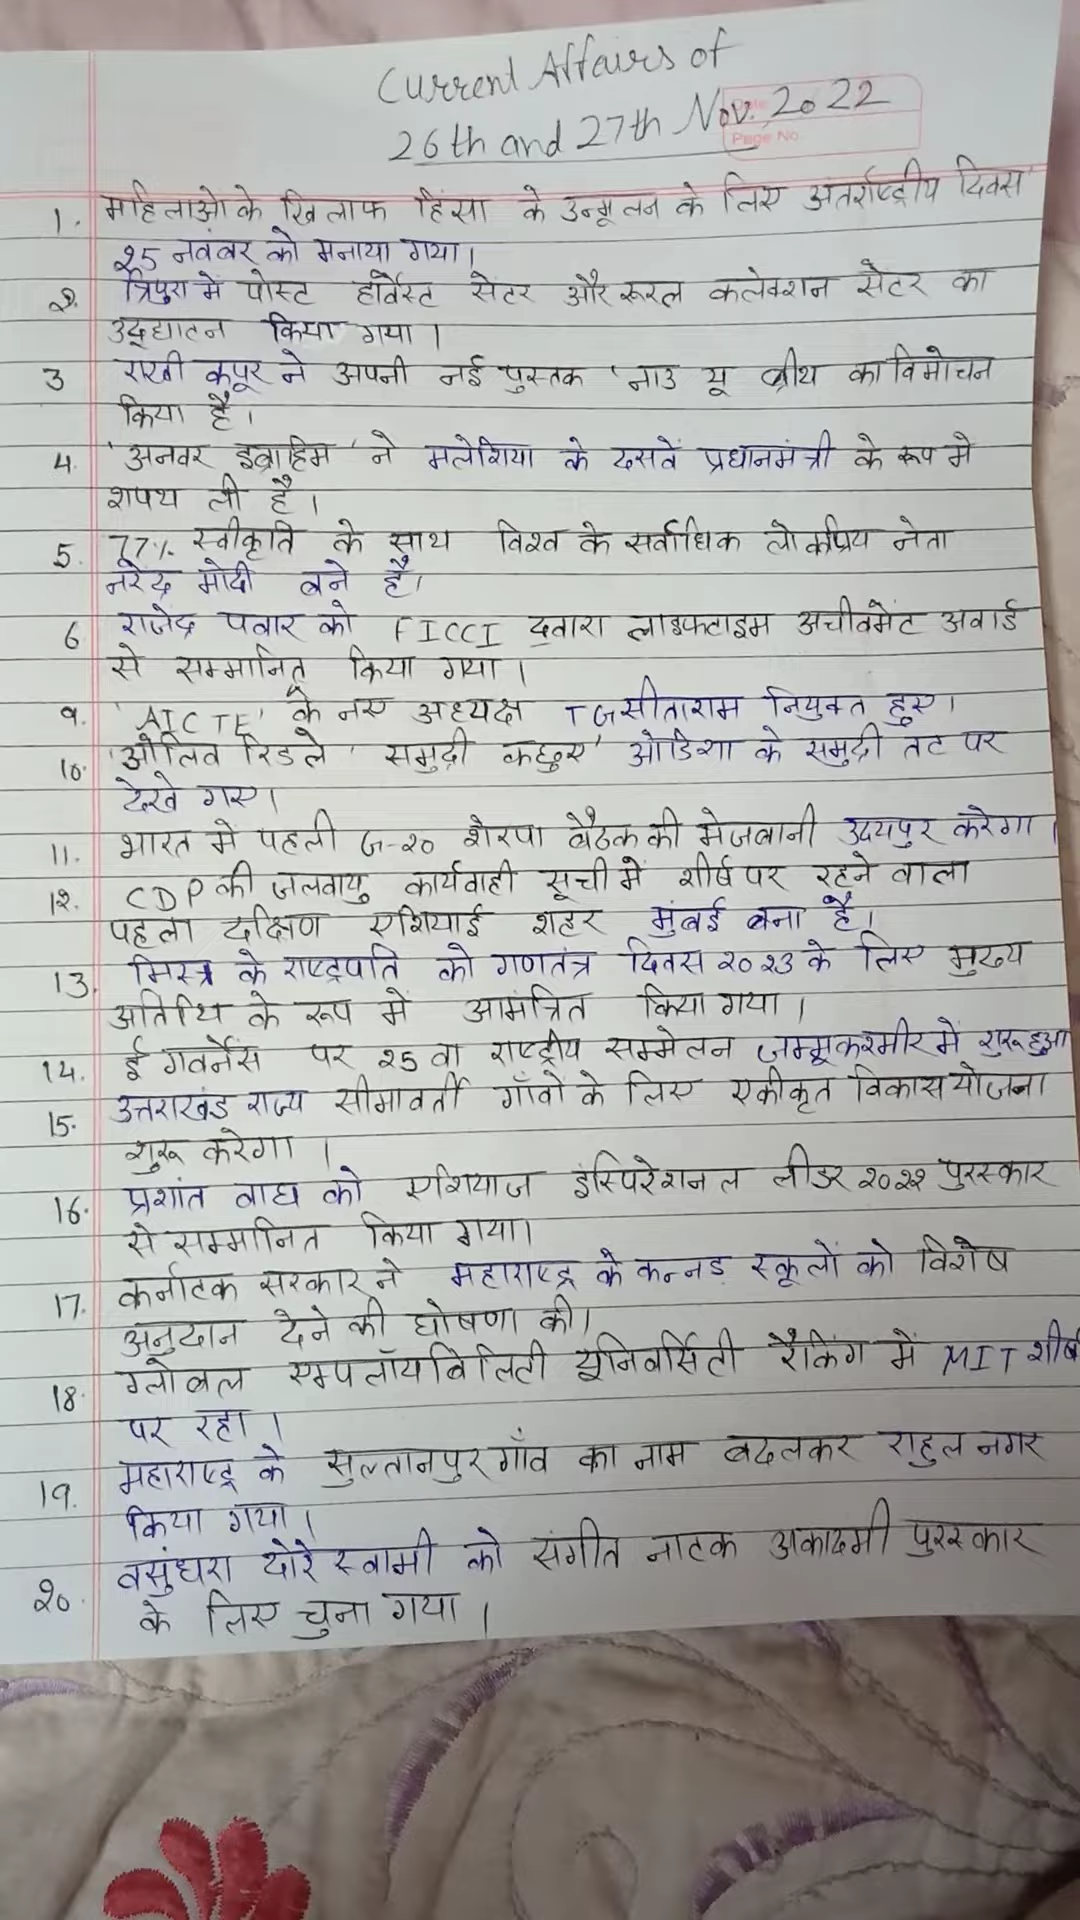 Current Affairs of
26th and 27th Nov. 2022
Page No.
1. महिलाओ के खिलाफ हिंसा के उन्मूलन के लिए अंतर्राष्ट्रीय दिवस
25 नवंबर को मनाया गया।
2. त्रिपुरा में पोस्ट हार्वेस्ट सेंटर और रूरल कलेक्शन सेंटर का
उद्घाटन किया गया।
3 राखी कपूर ने अपनी नई पुस्तक 'नाउ यू ब्रीथ का विमोचन
किया है।
4. 'अनवर इब्राहिम' ने मलेशिया के दसवें प्रधानमंत्री के रूप मे
शपथ ली है।
5. 77% स्वीकृति के साथ विश्व के सर्वाधिक लोकप्रिय नेता
नरेंद्र मोदी बने है।
6 राजेंद्र पवार को FICCI द्वारा लाइफटाइम अचीवमेंट अवार्ड
से सम्मानित किया गया।
9. 'AICTE' के नए अध्यक्ष TG सीताराम नियुक्त हुए।
10. 'ओलिव रिडले' समुद्री कछुए' ओडिशा के समुद्री तट पर
देखे गए।
11. भारत में पहली G-20 शेरपा बैठक की मेजबानी उदयपुर करेगा।
12. CDP की जलवायु कार्यवाही सूची में शीर्ष पर रहने वाला
पहला दक्षिण एशियाई शहर मुंबई बना है।
13. मिस्त्र के राष्ट्रपति को गणतंत्र दिवस 2023 के लिए मुख्य
अतिथि के रूप में आमंत्रित किया गया।
14. ई गवर्नेंस पर 25 वा राष्ट्रीय सम्मेलन जम्मूकश्मीर में शुरू हुआ
15. उत्तराखंड राज्य सीमावर्ती गाँवों के लिए एकीकृत विकास योजना
शुरू करेगा।
16. प्रशांत वाघ को एशियाज इंस्पिरेशनल लीडर 2022 पुरस्कार
से सम्मानित किया गया।
17. कर्नाटक सरकार ने महाराष्ट्र के कन्नड़ स्कूलों को विशेष
अनुदान देने की घोषणा की।
18. ग्लोबल एम्पलॉयबिलिटी यूनिवर्सिटी रैंकिंग में MIT शीर्ष
पर रहा।
19. महाराष्ट्र के सुल्तानपुर गाँव का नाम बदलकर राहुल नगर
किया गया।
20. वसुंधरा दोरे स्वामी को संगीत नाटक अकादमी पुरस्कार
के लिए चुना गया।